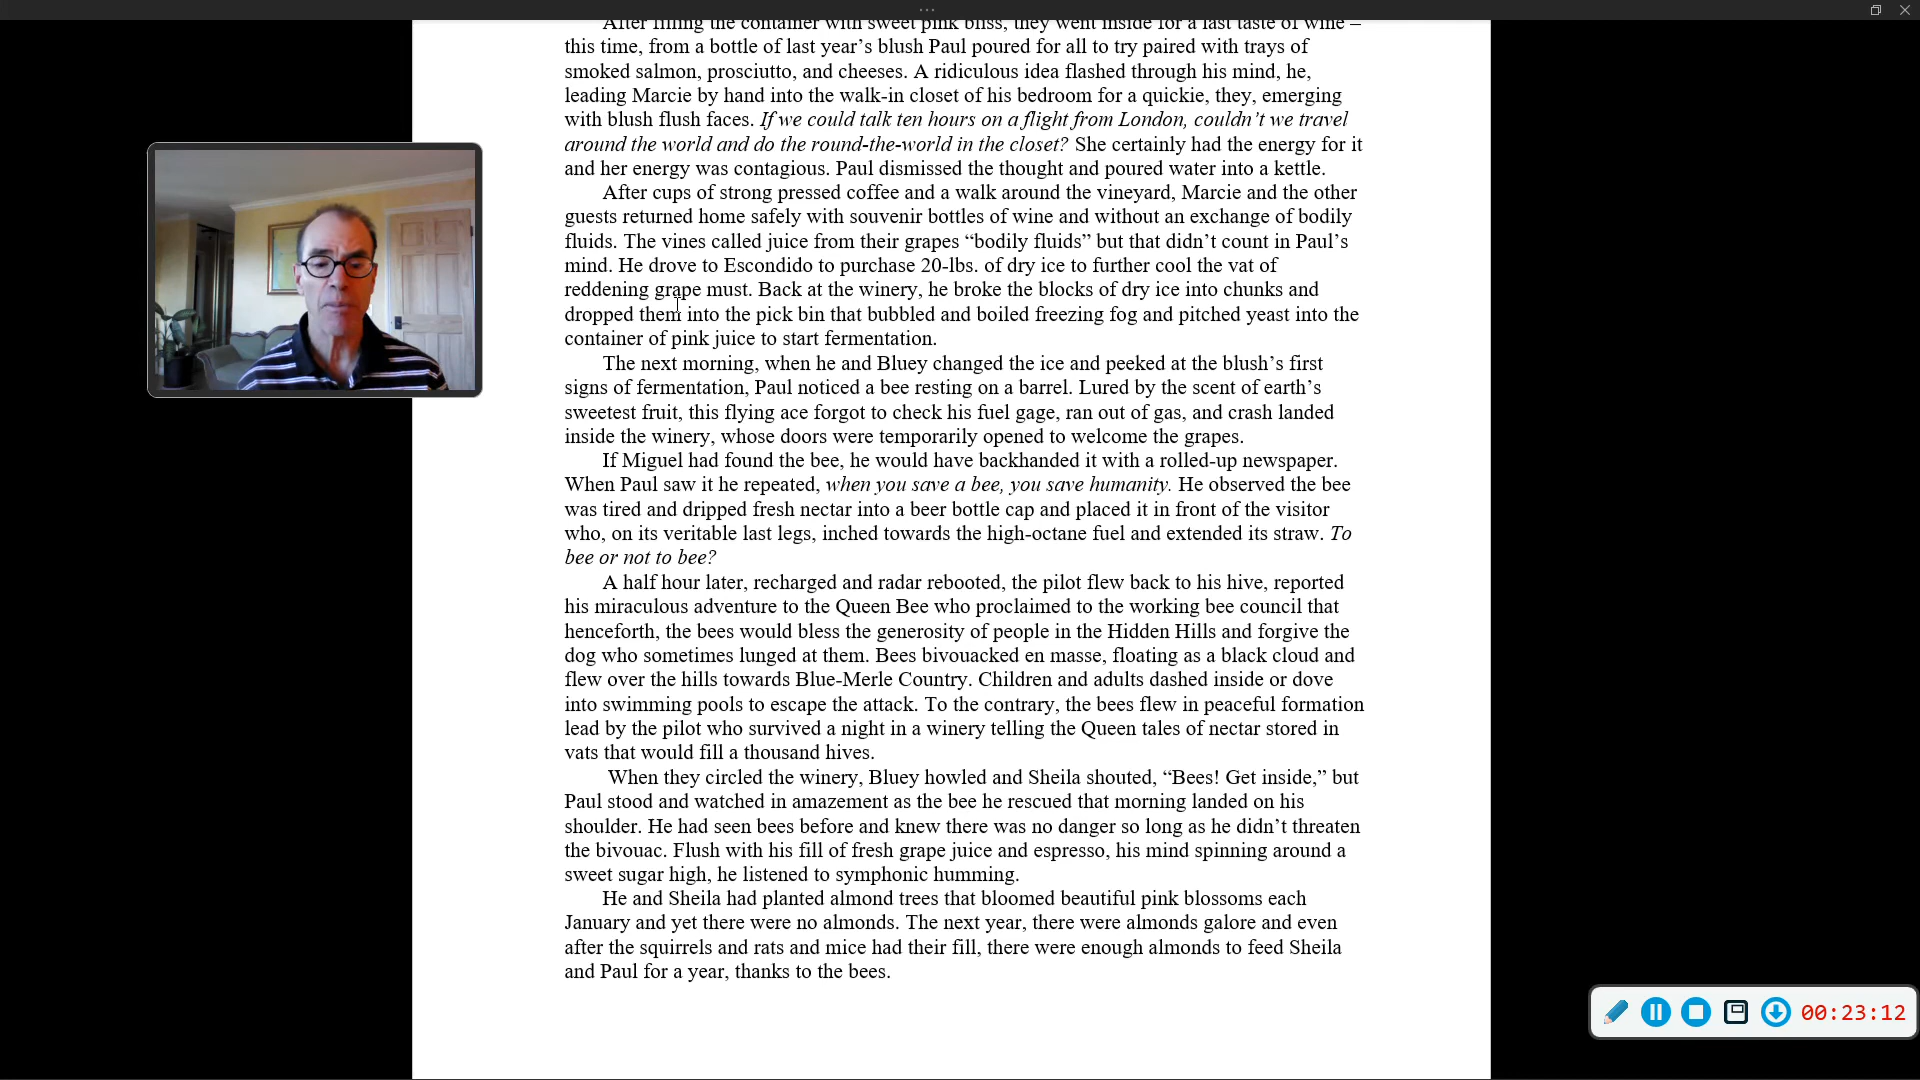 After filling the container with sweet pink bliss, they went inside for a last taste of wine –
this time, from a bottle of last year’s blush Paul poured for all to try paired with trays of
smoked salmon, prosciutto, and cheeses. A ridiculous idea flashed through his mind, he,
leading Marcie by hand into the walk-in closet of his bedroom for a quickie, they, emerging
with blush flush faces. If we could talk ten hours on a flight from London, couldn’t we travel
around the world and do the round-the-world in the closet? She certainly had the energy for it
and her energy was contagious. Paul dismissed the thought and poured water into a kettle.
After cups of strong pressed coffee and a walk around the vineyard, Marcie and the other
guests returned home safely with souvenir bottles of wine and without an exchange of bodily
fluids. The vines called juice from their grapes “bodily fluids” but that didn’t count in Paul’s
mind. He drove to Escondido to purchase 20-lbs. of dry ice to further cool the vat of
reddening grape must. Back at the winery, he broke the blocks of dry ice into chunks and
dropped them into the pick bin that bubbled and boiled freezing fog and pitched yeast into the
container of pink juice to start fermentation.
The next morning, when he and Bluey changed the ice and peeked at the blush’s first
signs of fermentation, Paul noticed a bee resting on a barrel. Lured by the scent of earth’s
sweetest fruit, this flying ace forgot to check his fuel gage, ran out of gas, and crash landed
inside the winery, whose doors were temporarily opened to welcome the grapes.
If Miguel had found the bee, he would have backhanded it with a rolled-up newspaper.
When Paul saw it he repeated, when you save a bee, you save humanity. He observed the bee
was tired and dripped fresh nectar into a beer bottle cap and placed it in front of the visitor
who, on its veritable last legs, inched towards the high-octane fuel and extended its straw. To
bee or not to bee?
A half hour later, recharged and radar rebooted, the pilot flew back to his hive, reported
his miraculous adventure to the Queen Bee who proclaimed to the working bee council that
henceforth, the bees would bless the generosity of people in the Hidden Hills and forgive the
dog who sometimes lunged at them. Bees bivouacked en masse, floating as a black cloud and
flew over the hills towards Blue-Merle Country. Children and adults dashed inside or dove
into swimming pools to escape the attack. To the contrary, the bees flew in peaceful formation
lead by the pilot who survived a night in a winery telling the Queen tales of nectar stored in
vats that would fill a thousand hives.
When they circled the winery, Bluey howled and Sheila shouted, “Bees! Get inside,” but
Paul stood and watched in amazement as the bee he rescued that morning landed on his
shoulder. He had seen bees before and knew there was no danger so long as he didn’t threaten
the bivouac. Flush with his fill of fresh grape juice and espresso, his mind spinning around a
sweet sugar high, he listened to symphonic humming.
He and Sheila had planted almond trees that bloomed beautiful pink blossoms each
January and yet there were no almonds. The next year, there were almonds galore and even
after the squirrels and rats and mice had their fill, there were enough almonds to feed Sheila
and Paul for a year, thanks to the bees.
00:23:12